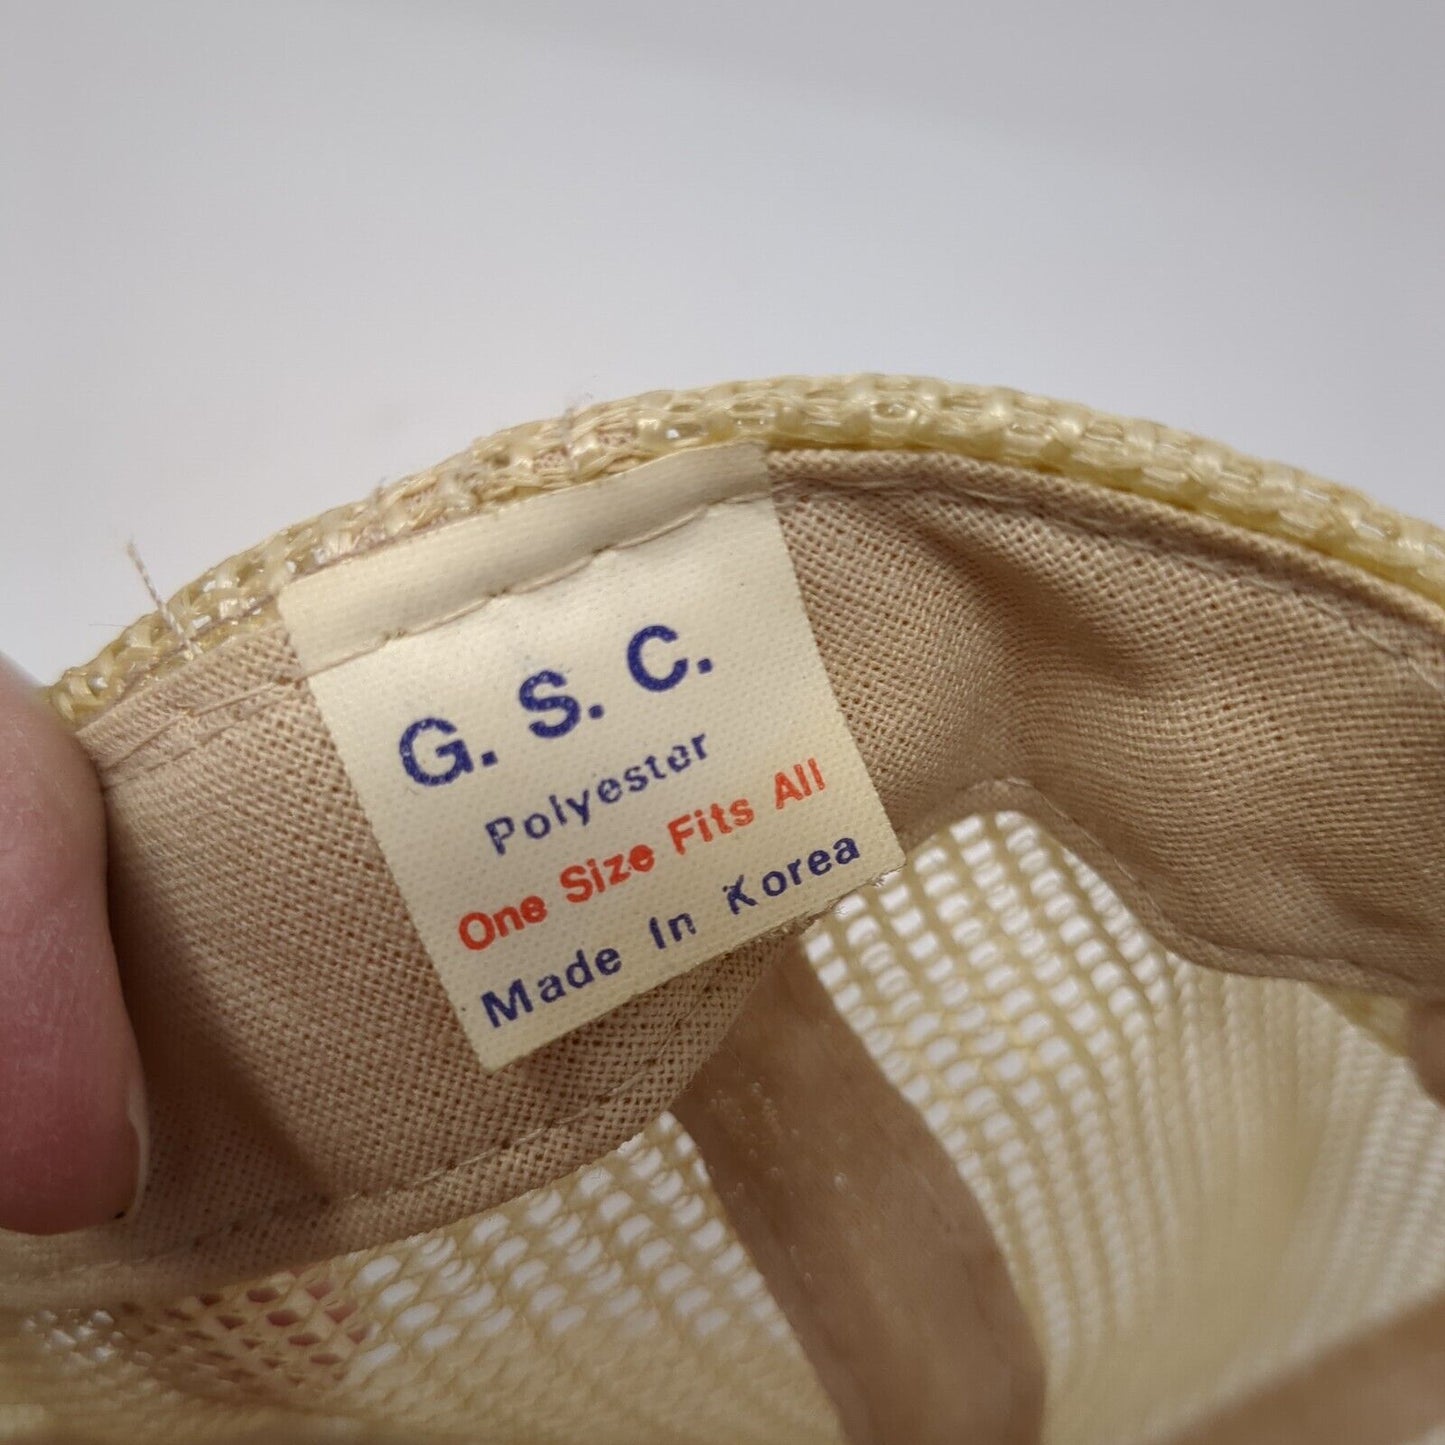 G. S. C.
Polyester
One Size Fits All
Made In Korea